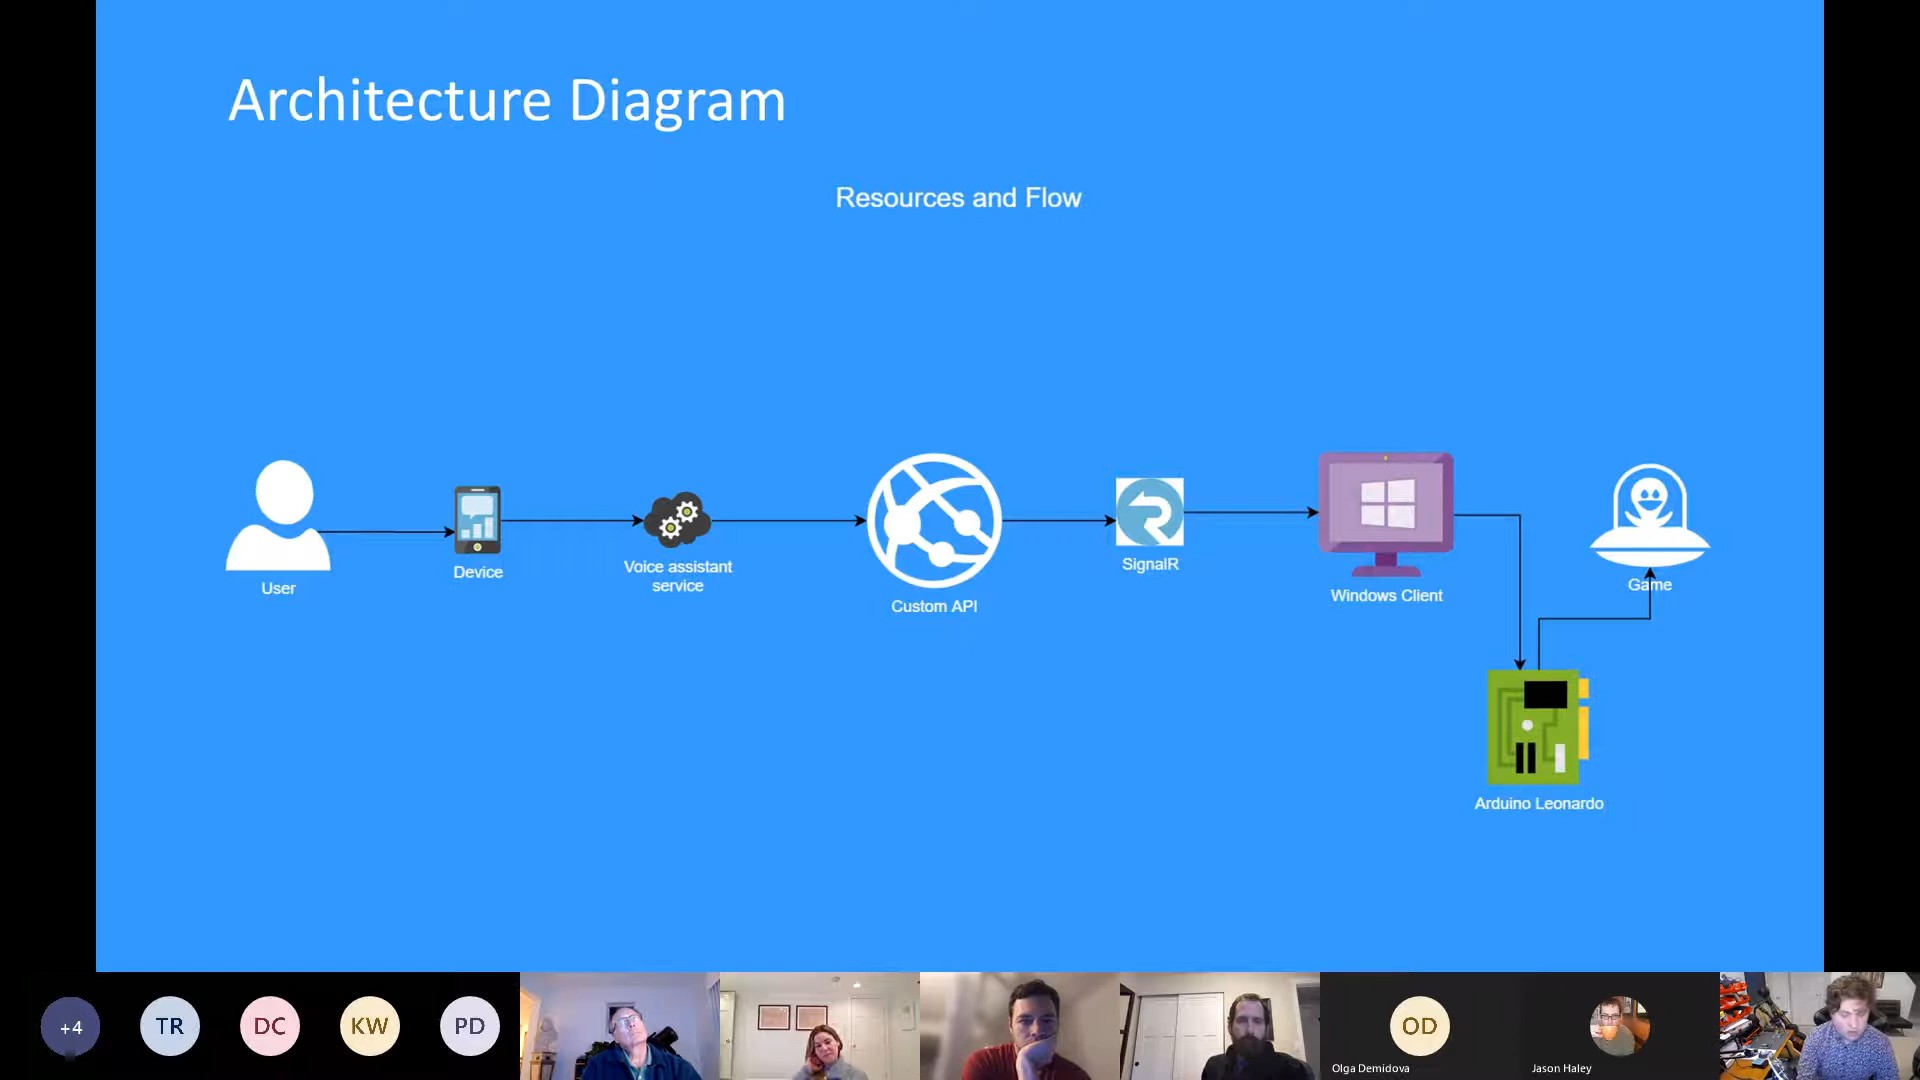 Architecture Diagram
Resources and Flow
User
Device
Voice assistant
service
Custom API
SignalR
Windows Client
Game
Arduino Leonardo
+4
TR
DC
KW
PD
OD
Olga Demidova
Jason Haley